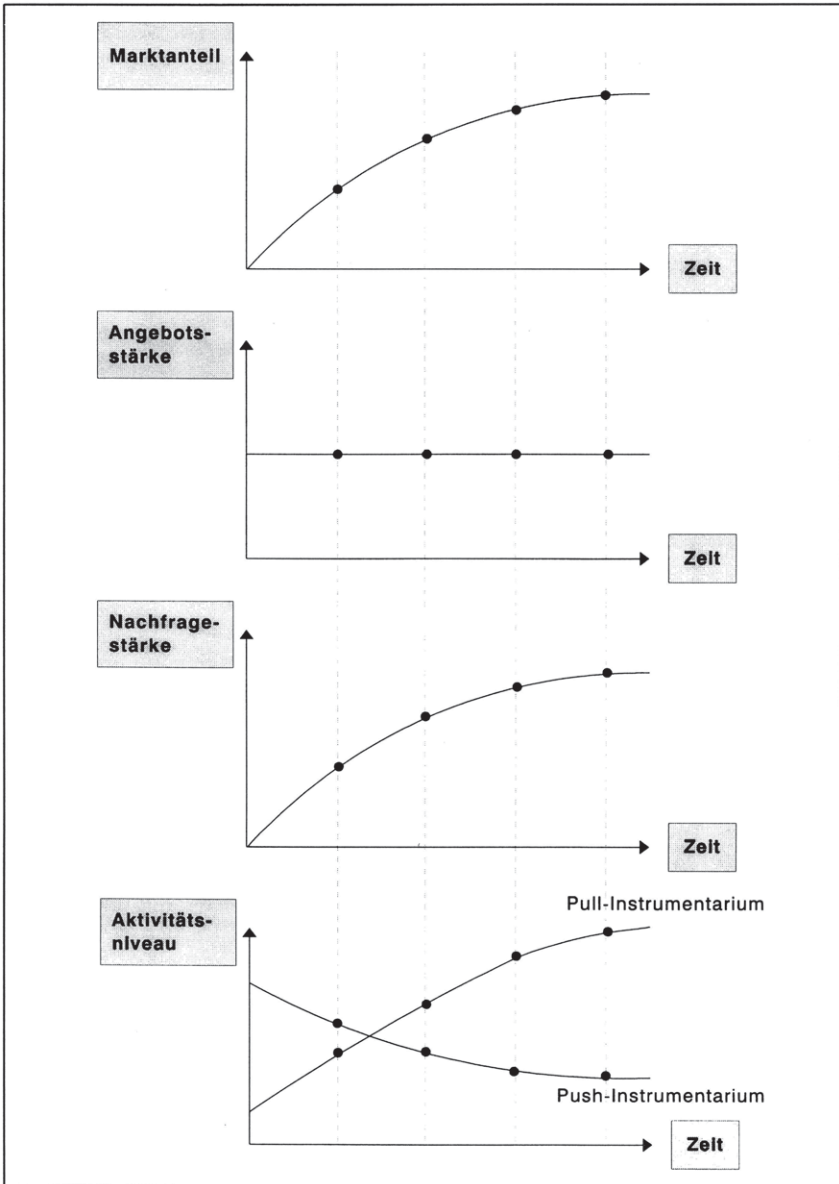 Marktanteil
Zeit
Angebots-
stärke
Zeit
Nachfrage-
stärke
Zeit
Pull-Instrumentarium
Aktivitäts-
niveau
Push-Instrumentarium
Zeit